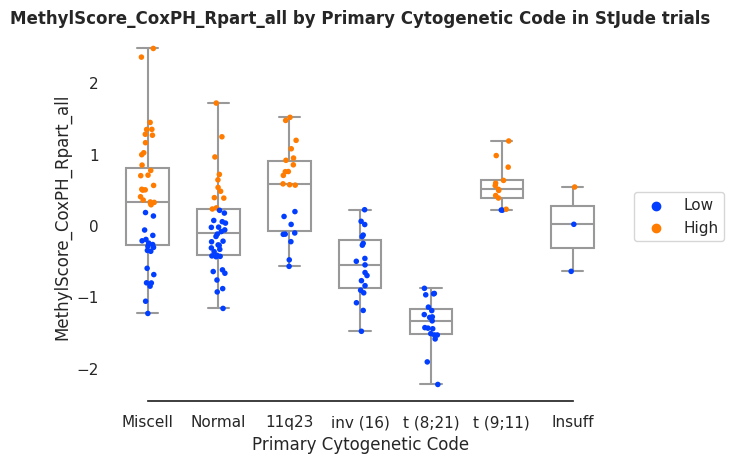 MethylScore_CoxPH_Rpart_all by Primary Cytogenetic Code in StJude trials
MethylScore_CoxPH_Rpart_all
2
1
0
−1
−2
Low
High
Miscell Normal 11q23 inv (16) t (8;21) t (9;11) Insuff
Primary Cytogenetic Code